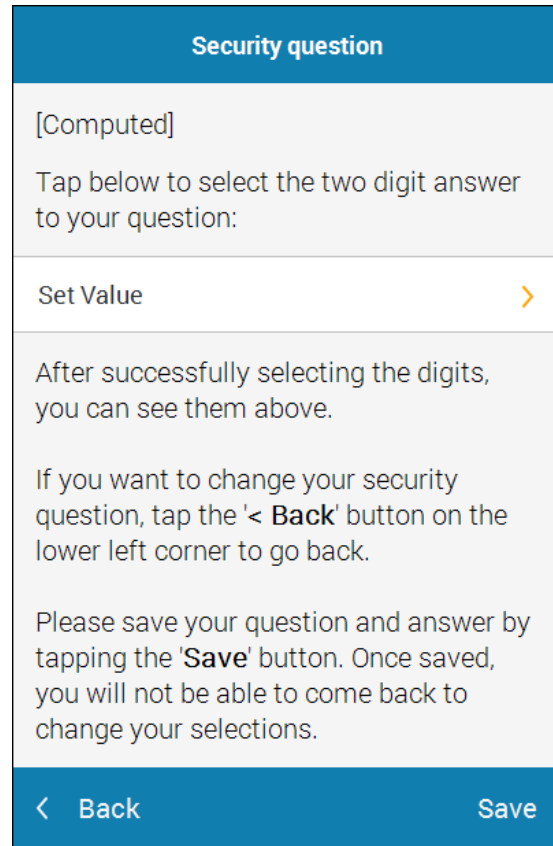 Security question
[Computed]
Tap below to select the two digit answer
to your question:
Set Value
After successfully selecting the digits,
you can see them above.
If you want to change your security
question, tap the '< Back' button on the
lower left corner to go back.
Please save your question and answer by
tapping the 'Save' button. Once saved,
you will not be able to come back to
change your selections.
Back
Save